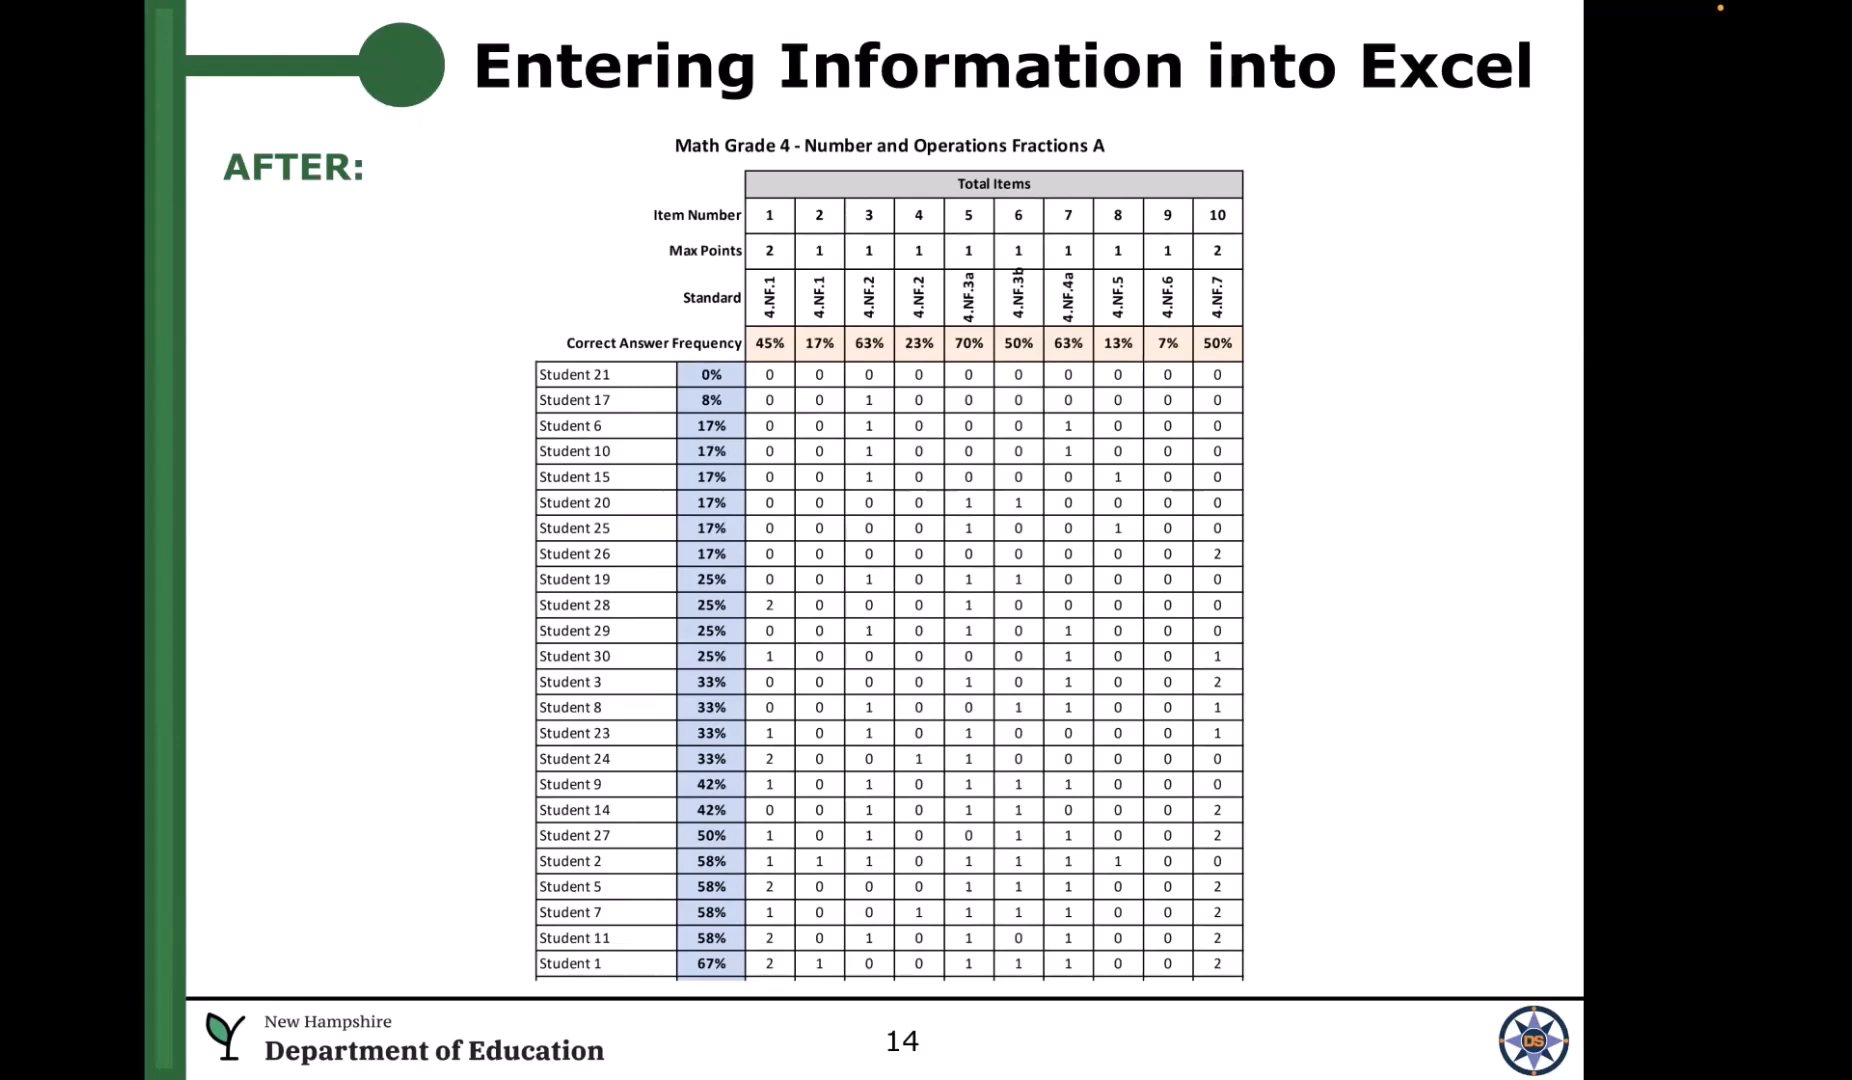 Entering Information into Excel
AFTER:
Math Grade 4 - Number and Operations Fractions A
Total Items
Item Number 1 2 3 4 5 6 7 8 9 10
Max Points 2 1 1 1 1 1 1 1 1 2
Standard 4.NF.1 4.NF.1 4.NF.2 4.NF.2 4.NF.3a 4.NF.3b 4.NF.4a 4.NF.5 4.NF.6 4.NF.7
Correct Answer Frequency 45% 17% 63% 23% 70% 50% 63% 13% 7% 50%
Student 21 0% 0 0 0 0 0 0 0 0 0 0
Student 17 8% 0 0 1 0 0 0 0 0 0 0
Student 6 17% 0 0 1 0 0 0 1 0 0 0
Student 10 17% 0 0 1 0 0 0 1 0 0 0
Student 15 17% 0 0 1 0 0 0 0 1 0 0
Student 20 17% 0 0 0 0 1 1 0 0 0 0
Student 25 17% 0 0 0 0 1 0 0 1 0 0
Student 26 17% 0 0 0 0 0 0 0 0 0 2
Student 19 25% 0 0 1 0 1 1 0 0 0 0
Student 28 25% 2 0 0 0 1 0 0 0 0 0
Student 29 25% 0 0 1 0 1 0 1 0 0 0
Student 30 25% 1 0 0 0 0 0 1 0 0 1
Student 3 33% 0 0 0 0 1 0 1 0 0 2
Student 8 33% 0 0 1 0 0 1 1 0 0 1
Student 23 33% 1 0 1 0 1 0 0 0 0 1
Student 24 33% 2 0 0 1 1 0 0 0 0 0
Student 9 42% 1 0 1 0 1 1 1 0 0 0
Student 14 42% 0 0 1 0 1 1 0 0 0 2
Student 27 50% 1 0 1 0 0 1 1 0 0 2
Student 2 58% 1 1 1 0 1 1 1 1 0 0
Student 5 58% 2 0 0 0 1 1 1 0 0 2
Student 7 58% 1 0 0 1 1 1 1 0 0 2
Student 11 58% 2 0 1 0 1 0 1 0 0 2
Student 1 67% 2 1 0 0 1 1 1 0 0 2
New Hampshire
Department of Education
14
DS